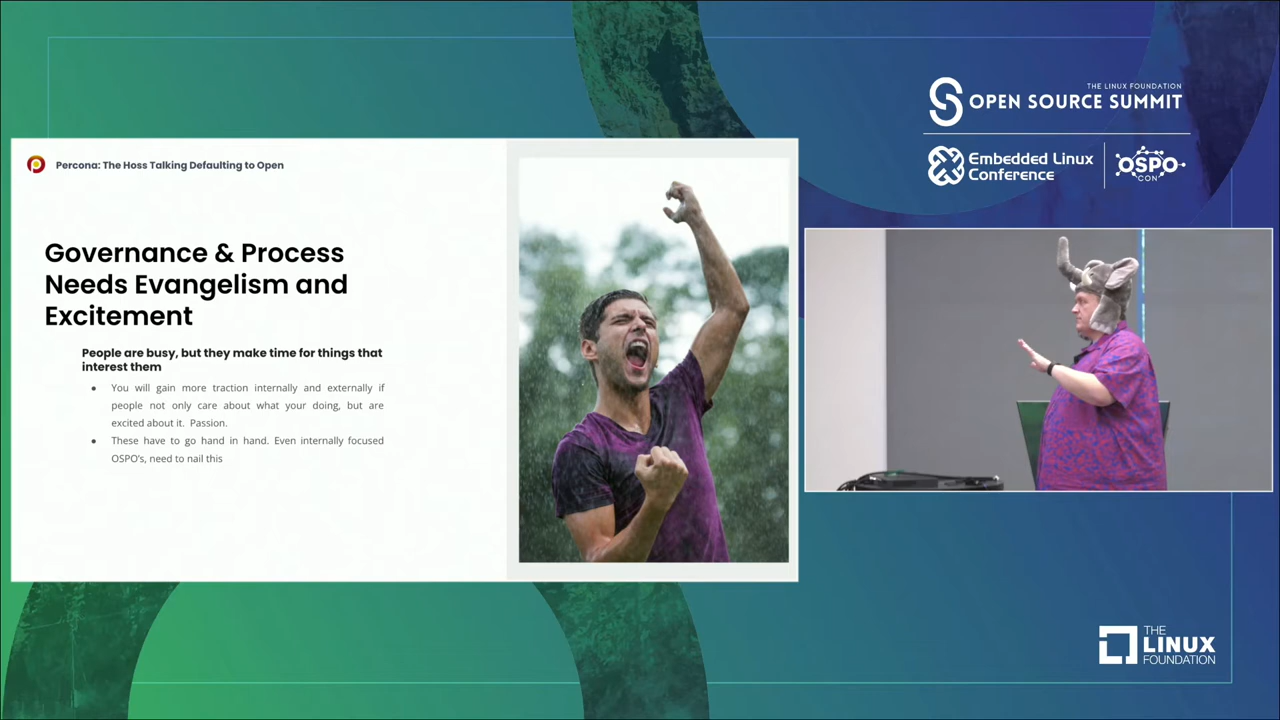 THE LINUX FOUNDATION
OPEN SOURCE SUMMIT
Embedded Linux
Conference
OSPO
CON
Percona: The Hoss Talking Defaulting to Open
Governance & Process
Needs Evangelism and
Excitement
People are busy, but they make time for things that
interest them
● You will gain more traction internally and externally if
people not only care about what your doing, but are
excited about it. Passion.
● These have to go hand in hand. Even internally focused
OSPO's, need to nail this
THE
LINUX
FOUNDATION